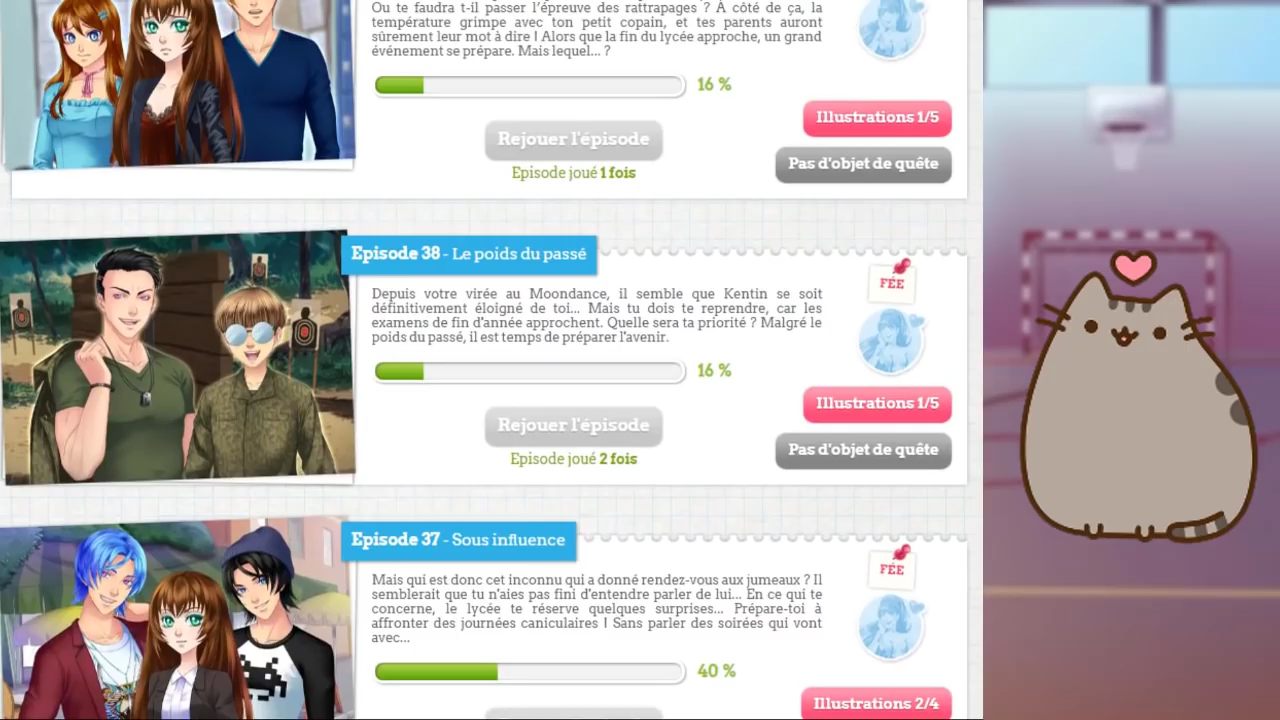 Ou te faudra t-il passer l'épreuve des rattrapages ? À côté de ça, la
température grimpe avec ton petit copain, et tes parents auront
sûrement leur mot à dire ! Alors que la fin du lycée approche, un grand
événement se prépare. Mais lequel... ?
16 %
Illustrations 1/5
Rejouer l'épisode
Pas d'objet de quête
Episode joué 1 fois
Episode 38 - Le poids du passé
FÉE
Depuis votre virée au Moondance, il semble que Kentin se soit
définitivement éloigné de toi... Mais tu dois te reprendre, car les
examens de fin d'année approchent. Quelle sera ta priorité ? Malgré le
poids du passé, il est temps de préparer l'avenir.
16 %
Illustrations 1/5
Rejouer l'épisode
Pas d'objet de quête
Episode joué 2 fois
Episode 37 - Sous influence
FÉE
Mais qui est donc cet inconnu qui a donné rendez-vous aux jumeaux ? Il
semblerait que tu n'aies pas fini d'entendre parler de lui... En ce qui te
concerne, le lycée te réserve quelques surprises... Prépare-toi à
affronter des journées caniculaires ! Sans parler des soirées qui vont
avec...
40 %
Illustrations 2/4